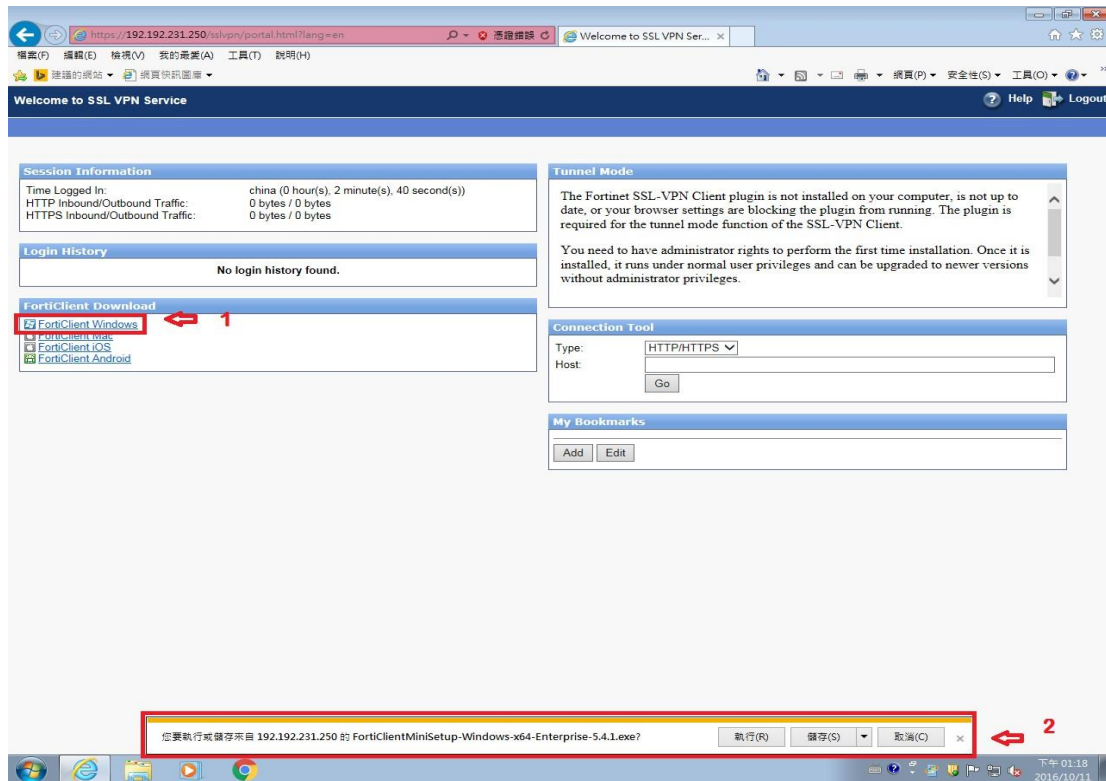 https://192.192.231.250/sslvpn/portal.html?lang=en
憑證錯誤
Welcome to SSL VPN Ser...
檔案(F) 編輯(E) 檢視(V) 我的最愛(A) 工具(T) 說明(H)
建議的網站 網頁快訊圖庫
網頁(P) 安全性(S) 工具(O)
Welcome to SSL VPN Service
Help Logout
Session Information
Time Logged In: china (0 hour(s), 2 minute(s), 40 second(s))
HTTP Inbound/Outbound Traffic: 0 bytes / 0 bytes
HTTPS Inbound/Outbound Traffic: 0 bytes / 0 bytes
Login History
No login history found.
FortiClient Download
FortiClient Windows
1
FortiClient Mac
FortiClient iOS
FortiClient Android
Tunnel Mode
The Fortinet SSL-VPN Client plugin is not installed on your computer, is not up to
date, or your browser settings are blocking the plugin from running. The plugin is
required for the tunnel mode function of the SSL-VPN Client.
You need to have administrator rights to perform the first time installation. Once it is
installed, it runs under normal user privileges and can be upgraded to newer versions
without administrator privileges.
Connection Tool
Type: HTTP/HTTPS
Host:
Go
My Bookmarks
Add Edit
您要執行或儲存來自 192.192.231.250 的 FortiClientMiniSetup-Windows-x64-Enterprise-5.4.1.exe?
執行(R) 儲存(S) 取消(C)
2
下午 01:18
2016/10/11